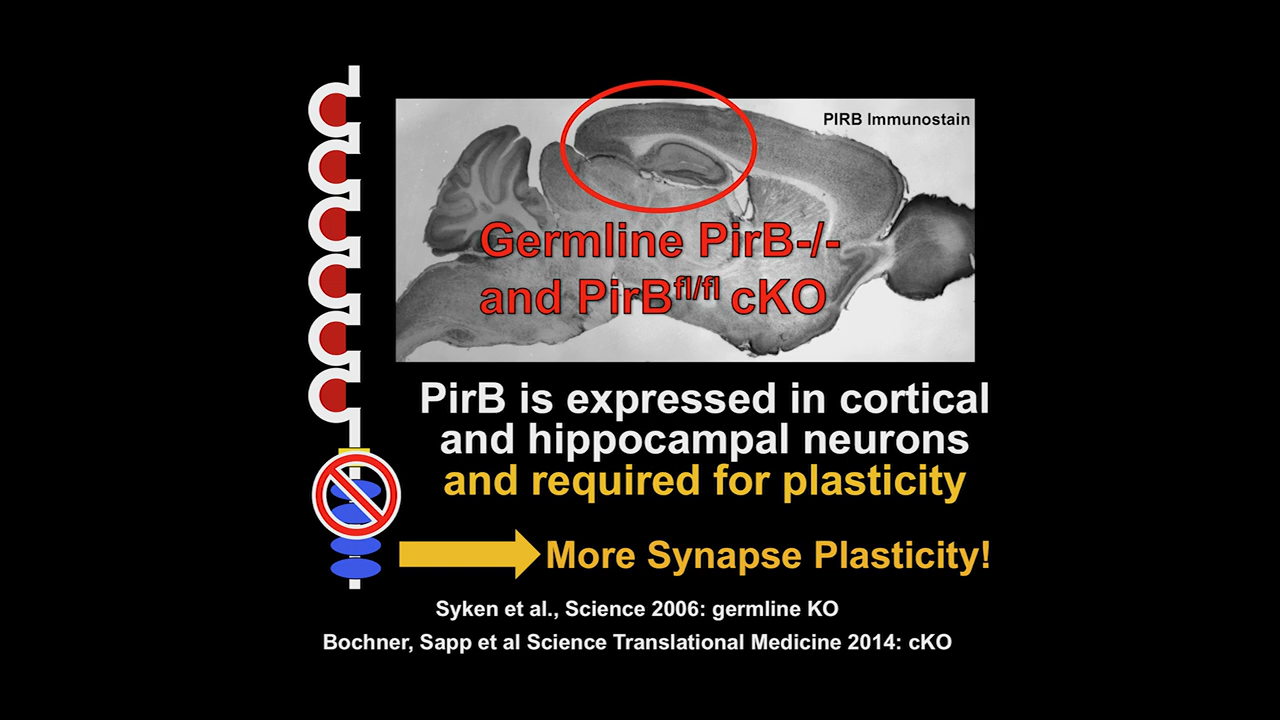 PIRB Immunostain
Germline PirB-/-
and PirBfl/fl cKO
PirB is expressed in cortical
and hippocampal neurons
and required for plasticity
More Synapse Plasticity!
Syken et al., Science 2006: germline KO
Bochner, Sapp et al Science Translational Medicine 2014: cKO